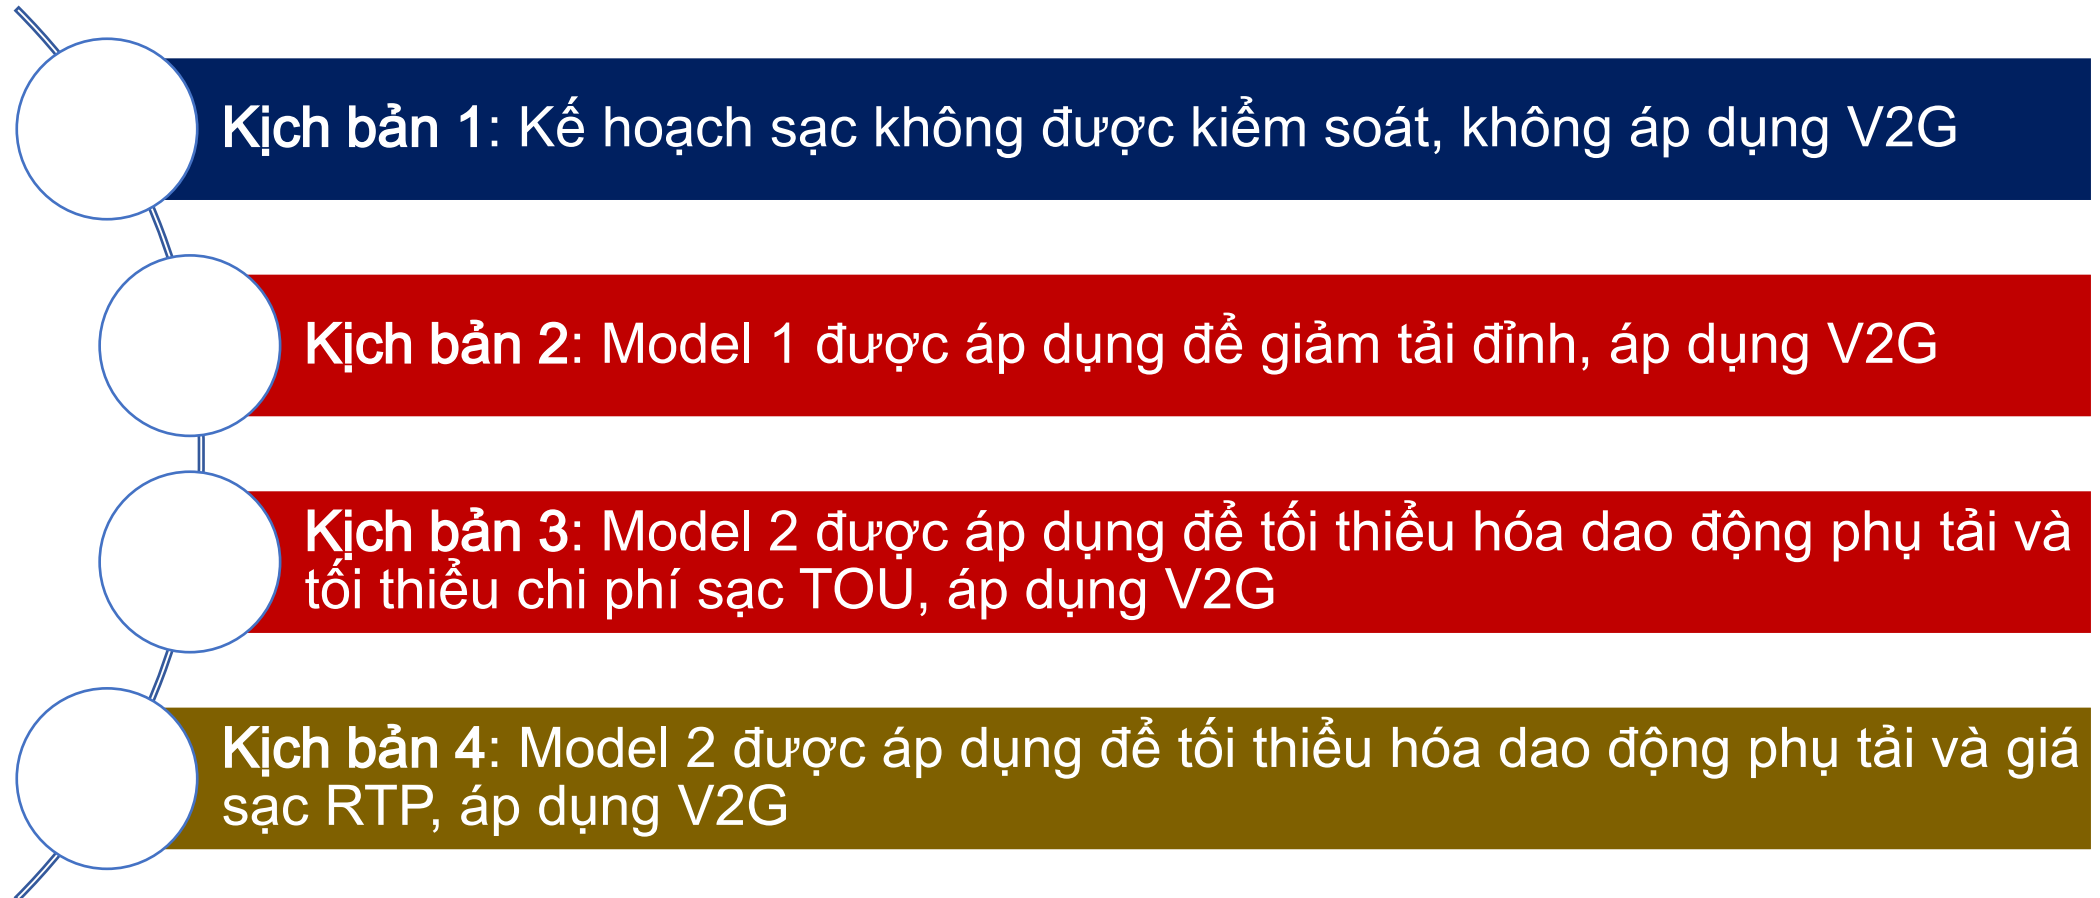 Kịch bản 1: Kế hoạch sạc không được kiểm soát, không áp dụng V2G
Kịch bản 2: Model 1 được áp dụng để giảm tải đỉnh, áp dụng V2G
Kịch bản 3: Model 2 được áp dụng để tối thiểu hóa dao động phụ tải và
tối thiểu chi phí sạc TOU, áp dụng V2G
Kịch bản 4: Model 2 được áp dụng để tối thiểu hóa dao động phụ tải và giá
sạc RTP, áp dụng V2G